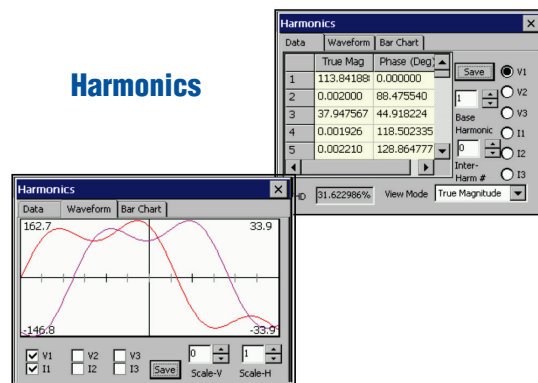 Harmonics
Harmonics
Data Waveform Bar Chart
True Mag Phase (Deg)
1 113.84188 0.000000
2 0.002000 88.475540
3 37.947567 44.918224
4 0.001926 118.502335
5 0.002210 128.864777
Save
V1
V2
V3
I1
I2
I3
1
Base
Harmonic
0
Inter-
Harm #
HD 31.622986% View Mode True Magnitude
Harmonics
Data Waveform Bar Chart
162.7 33.9
-146.8 -33.9
V1 V2 V3
I1 I2 I3 Save
0 1
Scale-V Scale-H